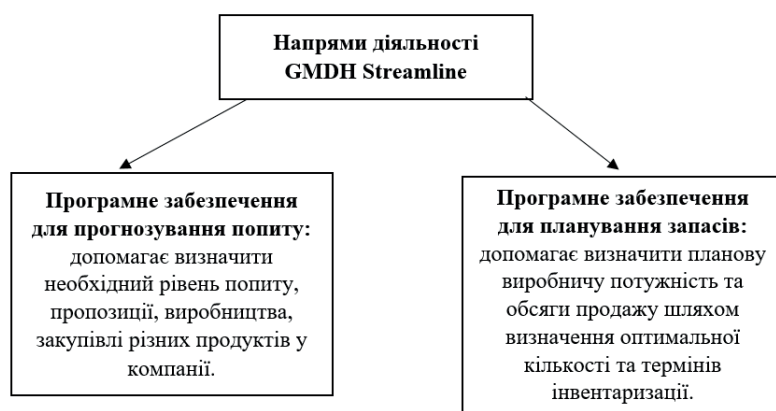 Напрями діяльності
GMDH Streamline
Програмне забезпечення
для прогнозування попиту:
допомагає визначити
необхідний рівень попиту,
пропозиції, виробництва,
закупівлі різних продуктів у
компанії.
Програмне забезпечення
для планування запасів:
допомагає визначити планову
виробничу потужність та
обсяги продажу шляхом
визначення оптимальної
кількості та термінів
інвентаризації.